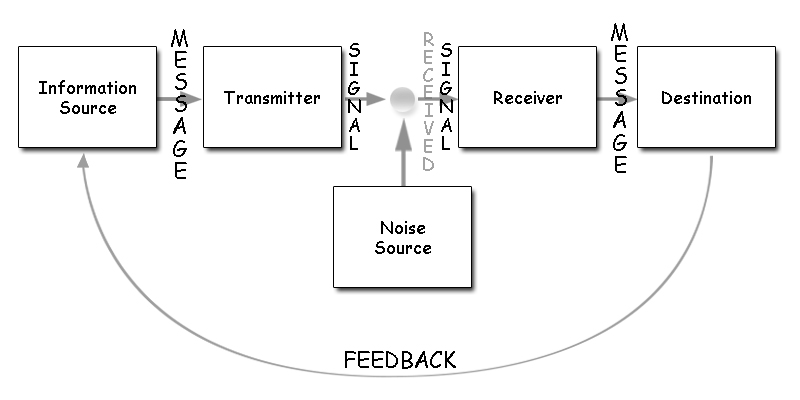 Information
Source
MESSAGE
Transmitter
SIGNAL
RECEIVED
SIGNAL
Receiver
MESSAGE
Destination
Noise
Source
FEEDBACK